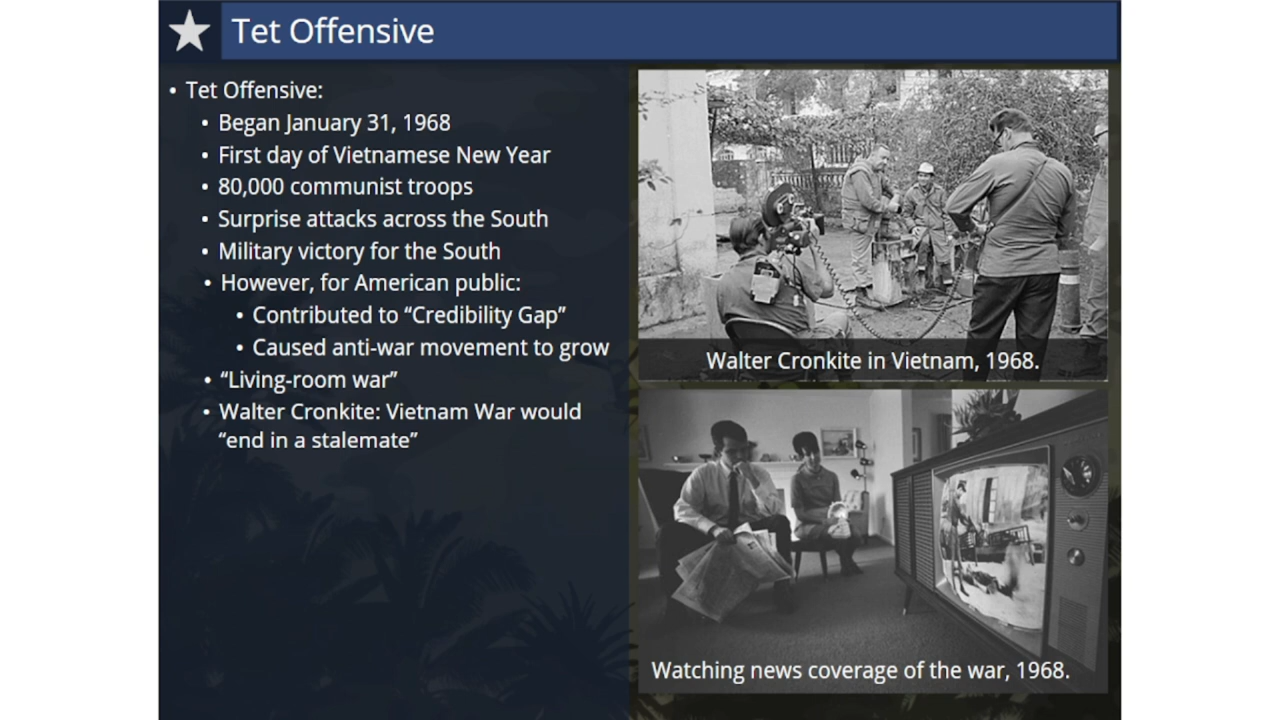 Tet Offensive
• Tet Offensive:
• Began January 31, 1968
• First day of Vietnamese New Year
• 80,000 communist troops
• Surprise attacks across the South
• Military victory for the South
• However, for American public:
• Contributed to “Credibility Gap”
• Caused anti-war movement to grow
• “Living-room war”
• Walter Cronkite: Vietnam War would
“end in a stalemate”
Walter Cronkite in Vietnam, 1968.
Watching news coverage of the war, 1968.